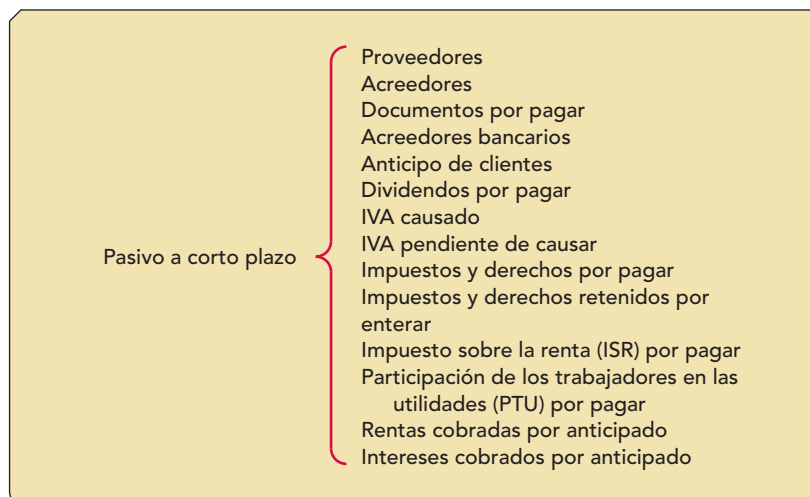 Proveedores
Acreedores
Documentos por pagar
Acreedores bancarios
Anticipo de clientes
Dividendos por pagar
IVA causado
IVA pendiente de causar
Pasivo a corto plazo
Impuestos y derechos por pagar
Impuestos y derechos retenidos por
enterar
Impuesto sobre la renta (ISR) por pagar
Participación de los trabajadores en las
utilidades (PTU) por pagar
Rentas cobradas por anticipado
Intereses cobrados por anticipado